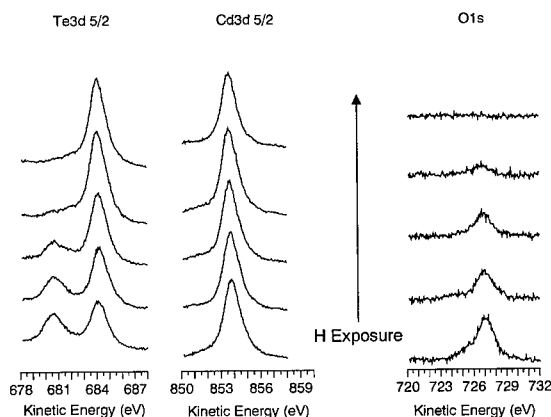 Te3d 5/2 Cd3d 5/2 O1s
H Exposure
678 681 684 687 850 853 856 859 720 723 726 729 732
Kinetic Energy (eV) Kinetic Energy (eV) Kinetic Energy (eV)